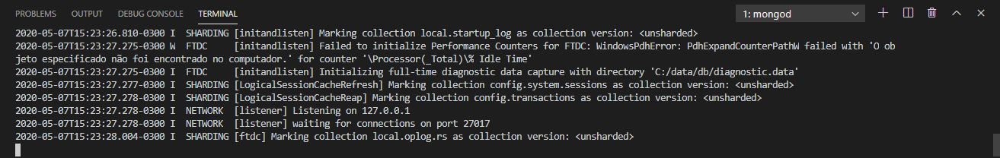 PROBLEMS OUTPUT DEBUG CONSOLE TERMINAL 1: mongod
2020-05-07T15:23:26.810-0300 I  SHARDING [initandlisten] Marking collection local.startup_log as collection version: <unsharded>
2020-05-07T15:23:27.275-0300 W  FTDC     [initandlisten] Failed to initialize Performance Counters for FTDC: WindowsPdhError: PdhExpandCounterPathW failed with 'O ob
jeto especificado não foi encontrado no computador.' for counter '\Processor(_Total)\% Idle Time'
2020-05-07T15:23:27.275-0300 I  FTDC     [initandlisten] Initializing full-time diagnostic data capture with directory 'C:/data/db/diagnostic.data'
2020-05-07T15:23:27.277-0300 I  SHARDING [LogicalSessionCacheRefresh] Marking collection config.system.sessions as collection version: <unsharded>
2020-05-07T15:23:27.278-0300 I  SHARDING [LogicalSessionCacheReap] Marking collection config.transactions as collection version: <unsharded>
2020-05-07T15:23:27.278-0300 I  NETWORK  [listener] Listening on 127.0.0.1
2020-05-07T15:23:27.278-0300 I  NETWORK  [listener] waiting for connections on port 27017
2020-05-07T15:23:28.004-0300 I  SHARDING [ftdc] Marking collection local.oplog.rs as collection version: <unsharded>